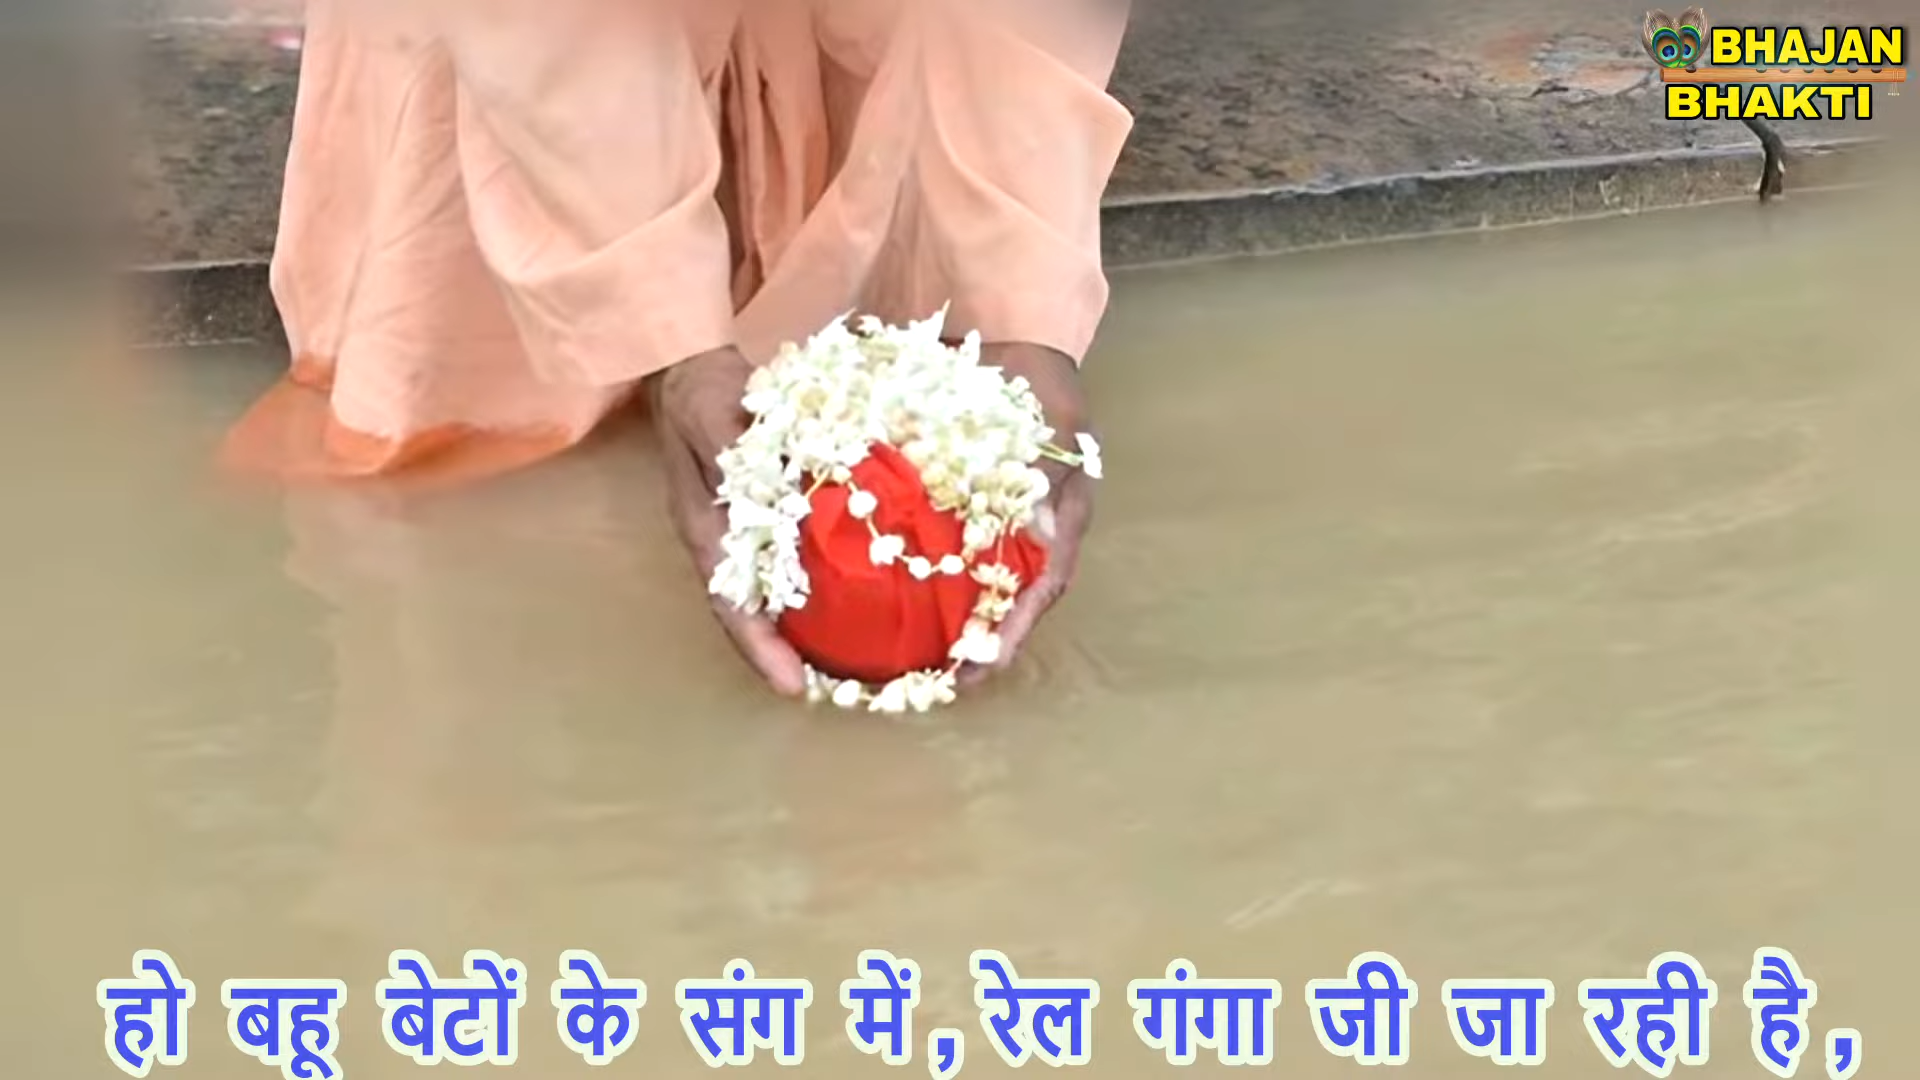 BHAJAN
BHAKTI
हो बहू बेटों के संग में,रेल गंगा जी जा रही है,